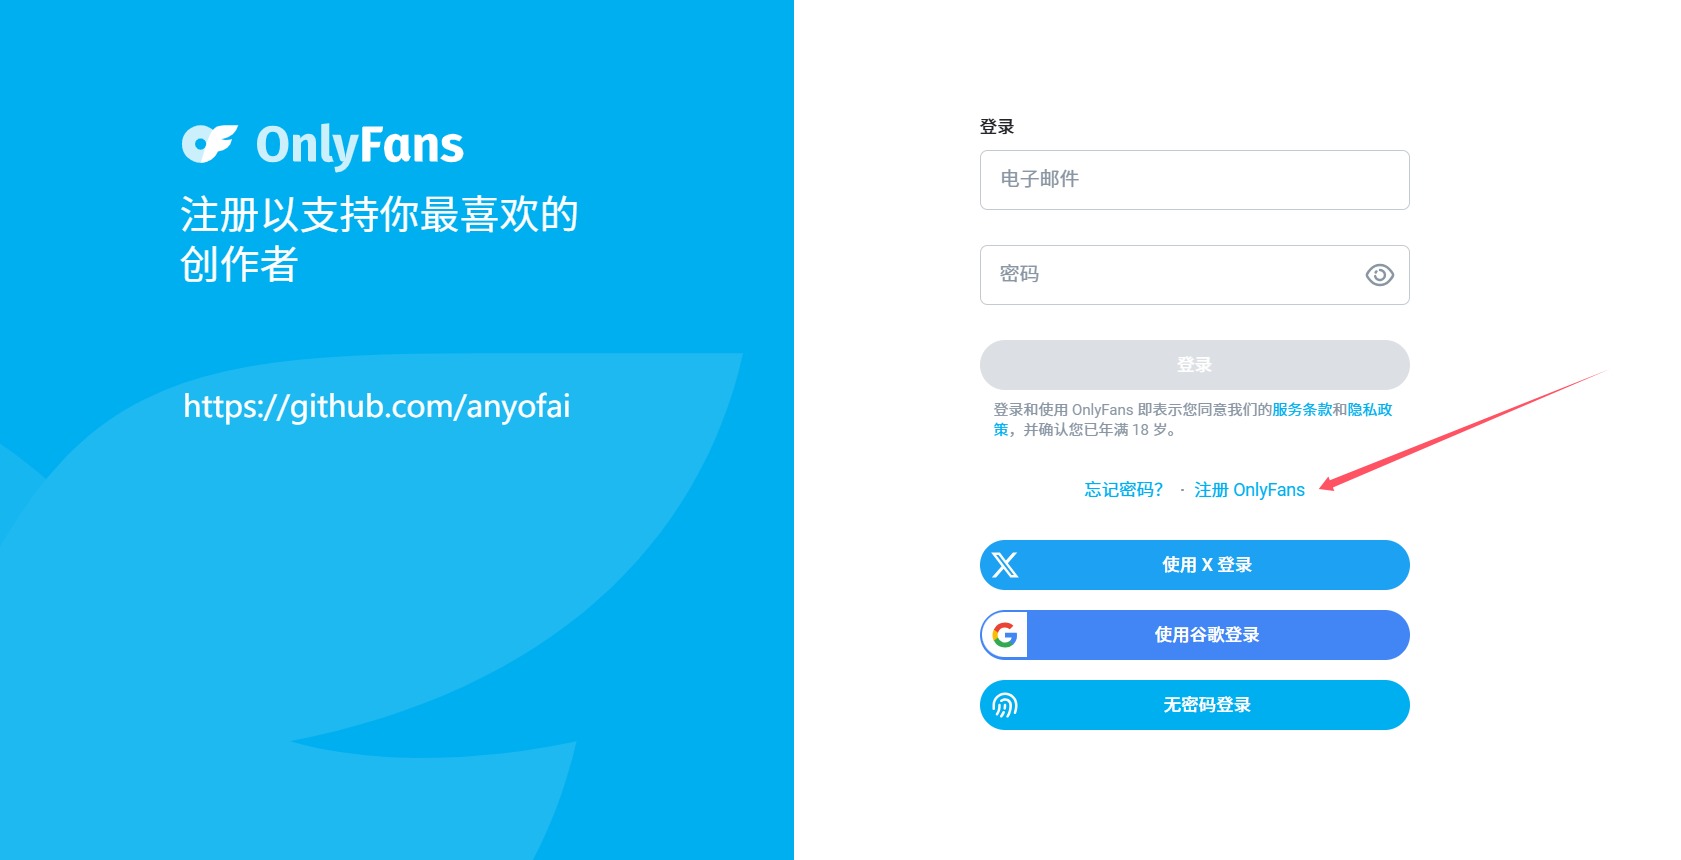 OnlyFans
注册以支持你最喜欢的
创作者
https://github.com/anyofai
登录
电子邮件
密码
登录
登录和使用 OnlyFans 即表示您同意我们的服务条款和隐私政
策，并确认您已年满 18 岁。
忘记密码？ · 注册 OnlyFans
使用 X 登录
使用谷歌登录
无密码登录